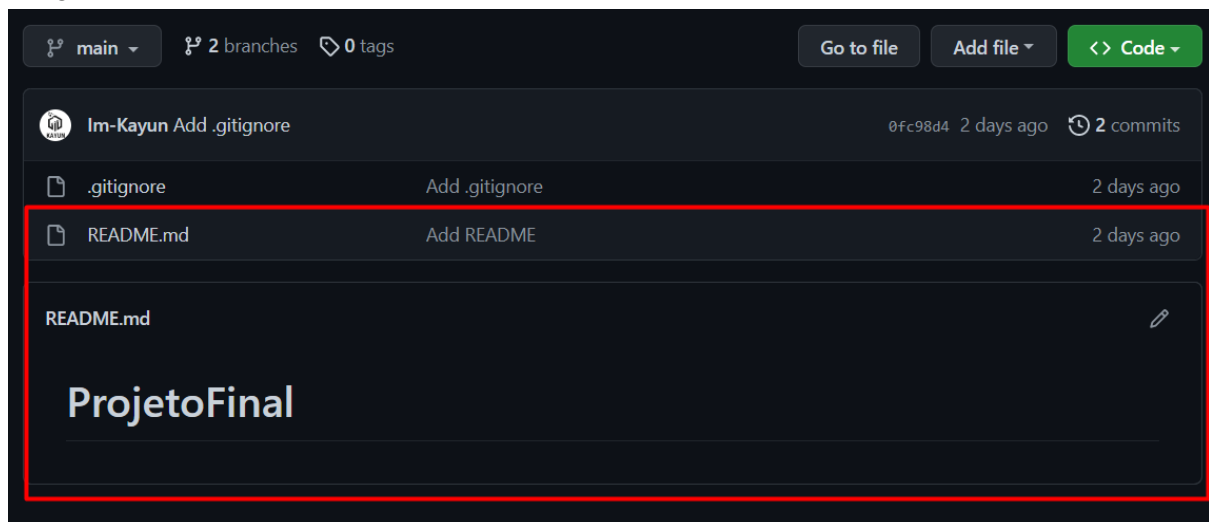 main 2 branches 0 tags Go to file Add file <> Code
KAYUN
Im-Kayun Add .gitignore 0fc98d4 2 days ago 2 commits
.gitignore Add .gitignore 2 days ago
README.md Add README 2 days ago
README.md
ProjetoFinal